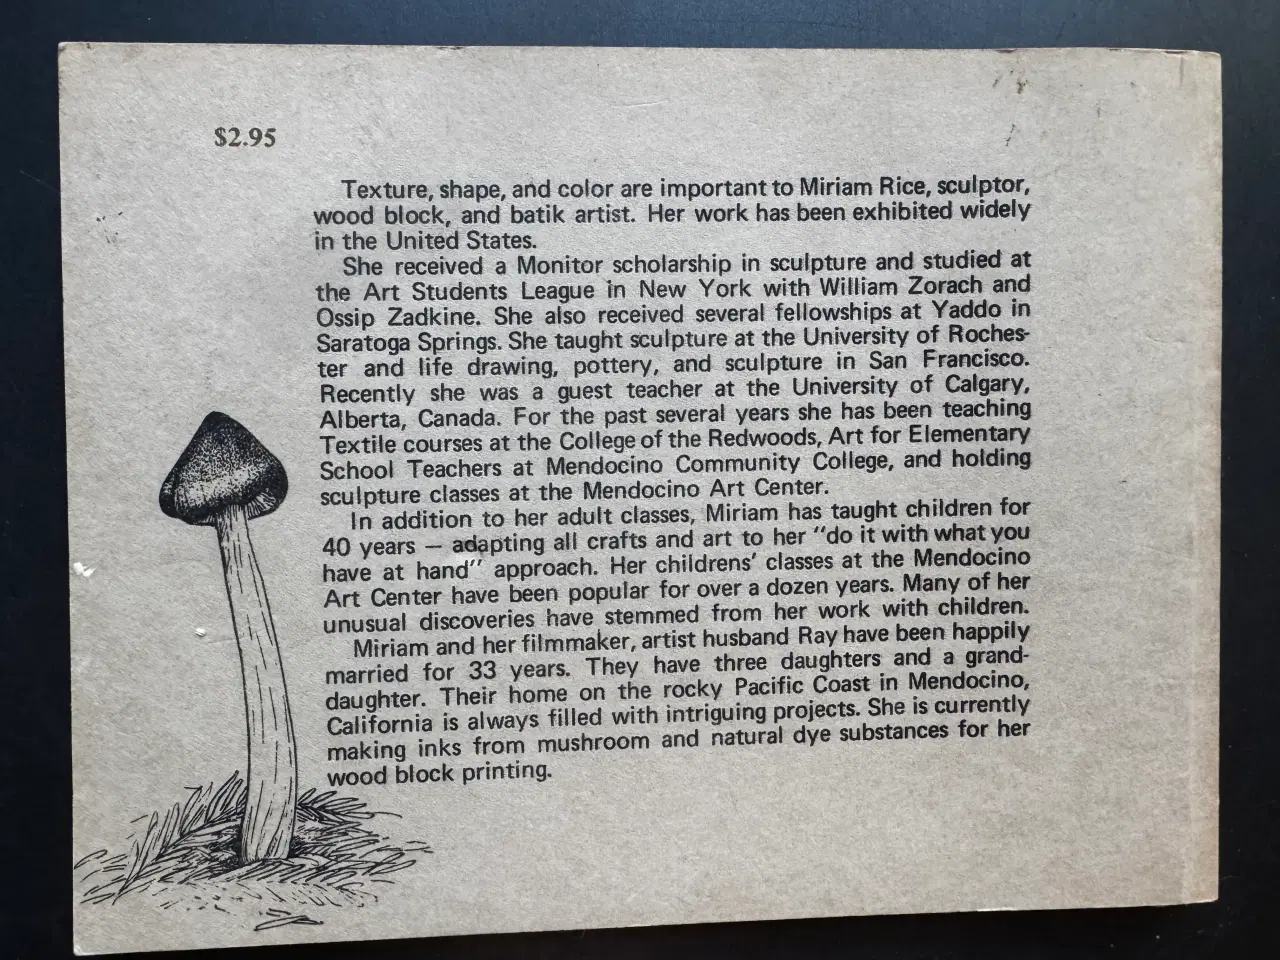 $2.95
Texture, shape, and color are important to Miriam Rice, sculptor,
wood block, and batik artist. Her work has been exhibited widely
in the United States.
She received a Monitor scholarship in sculpture and studied at
the Art Students League in New York with William Zorach and
Ossip Zadkine. She also received several fellowships at Yaddo in
Saratoga Springs. She taught sculpture at the University of Roches-
ter and life drawing, pottery, and sculpture in San Francisco.
Recently she was a guest teacher at the University of Calgary,
Alberta, Canada. For the past several years she has been teaching
Textile courses at the College of the Redwoods, Art for Elementary
School Teachers at Mendocino Community College, and holding
sculpture classes at the Mendocino Art Center.
In addition to her adult classes, Miriam has taught children for
40 years — adapting all crafts and art to her "do it with what you
have at hand" approach. Her childrens' classes at the Mendocino
Art Center have been popular for over a dozen years. Many of her
unusual discoveries have stemmed from her work with children.
Miriam and her filmmaker, artist husband Ray have been happily
married for 33 years. They have three daughters and a grand-
daughter. Their home on the rocky Pacific Coast in Mendocino,
California is always filled with intriguing projects. She is currently
making inks from mushroom and natural dye substances for her
wood block printing.